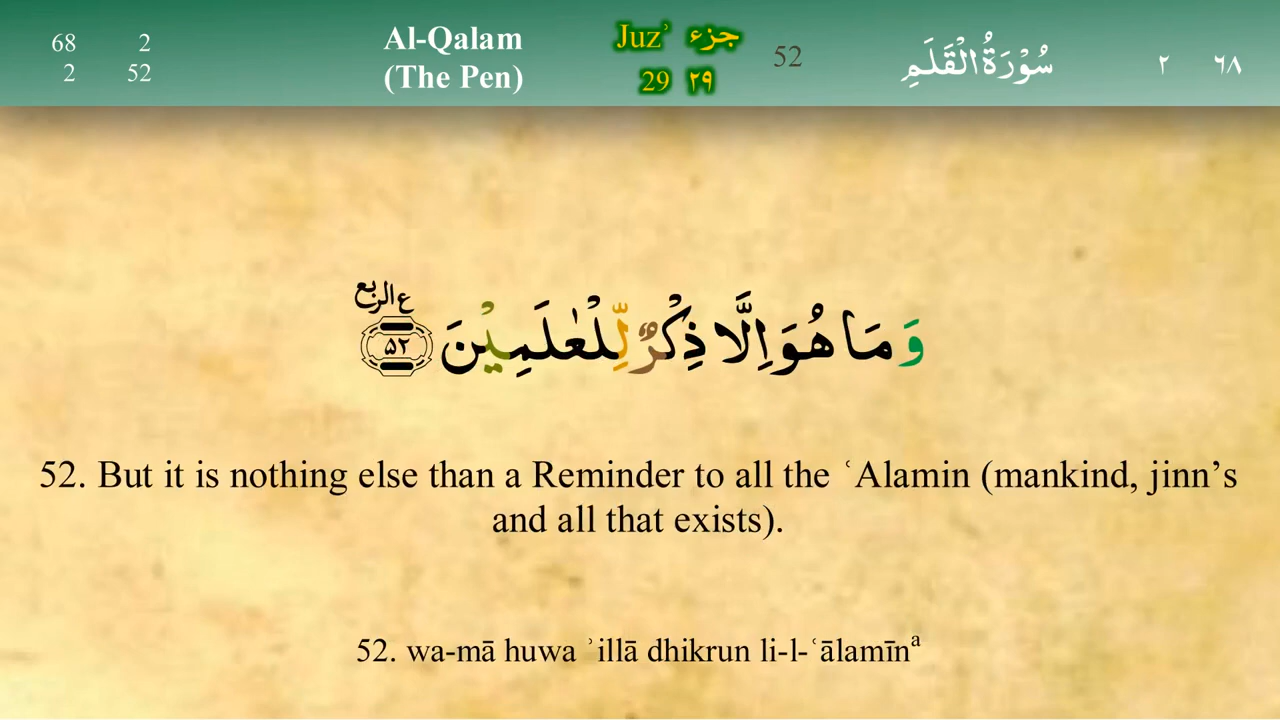 68 2
2 52
Al-Qalam
(The Pen)
Juzʾ جزء
29 ٢٩
52
سُوْرَةُ الْقَلَمِ
٢ ٦٨
وَمَا هُوَ اِلَّا ذِكْرٌ لِّلْعٰلَمِيْنَ ٥٢ ع الربع
52. But it is nothing else than a Reminder to all the ʿAlamin (mankind, jinn’s
and all that exists).
52. wa-mā huwa ʾillā dhikrun li-l-ʿālamīnᵃ